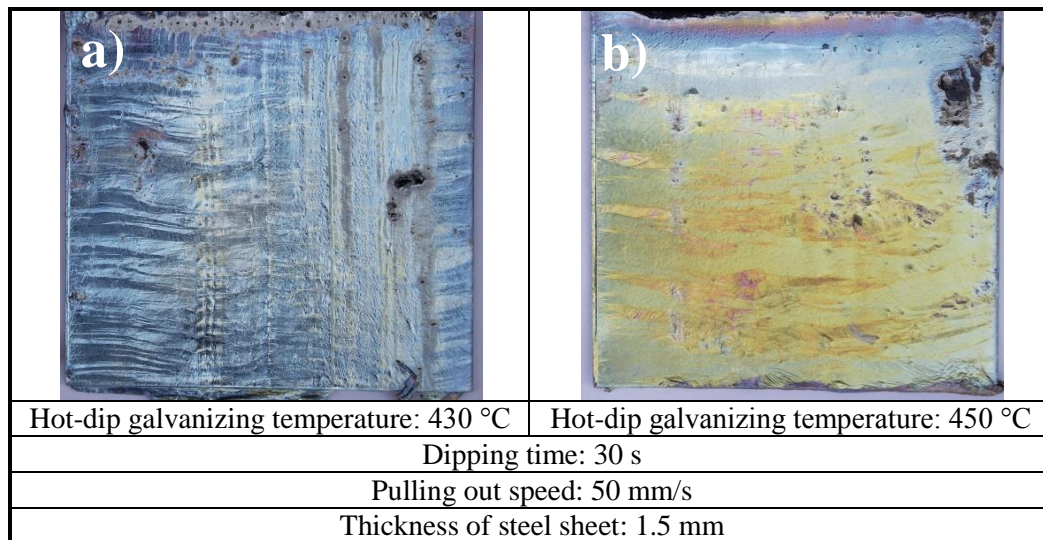 a)
b)
Hot-dip galvanizing temperature: 430 °C
Hot-dip galvanizing temperature: 450 °C
Dipping time: 30 s
Pulling out speed: 50 mm/s
Thickness of steel sheet: 1.5 mm